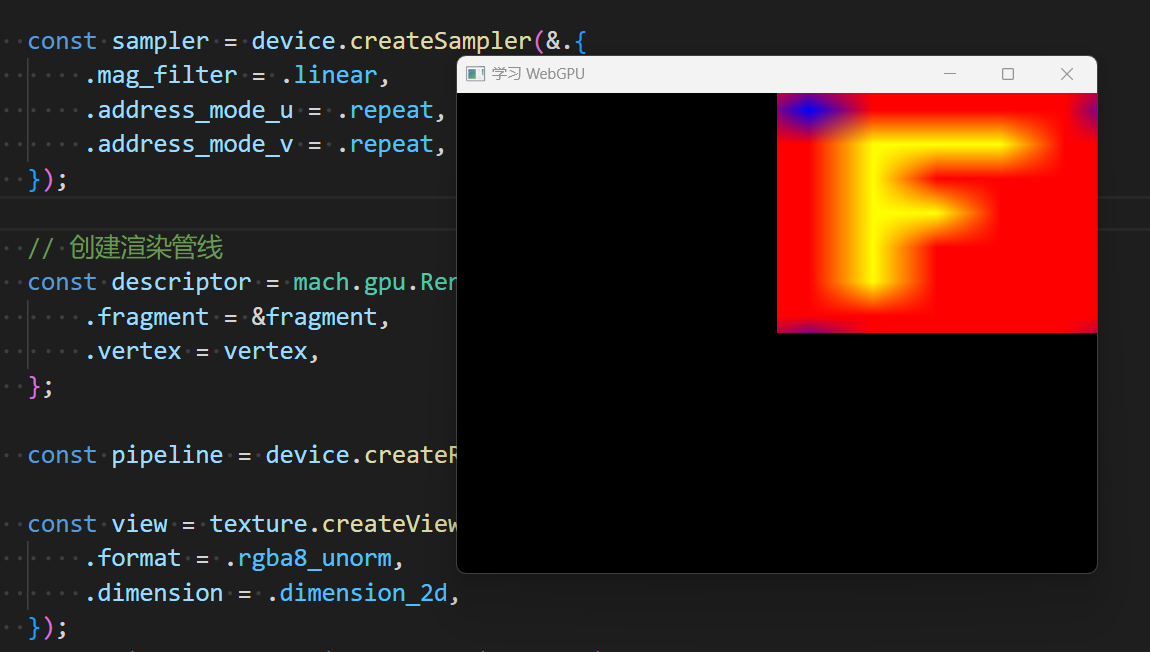 const sampler = device.createSampler(&.{
.mag_filter = .linear,
.address_mode_u = .repeat,
.address_mode_v = .repeat,
});
学习 WebGPU
// 创建渲染管线
const descriptor = mach.gpu.Ren
.fragment = &fragment,
.vertex = vertex,
};
const pipeline = device.createR
const view = texture.createView
.format = .rgba8_unorm,
.dimension = .dimension_2d,
});
F